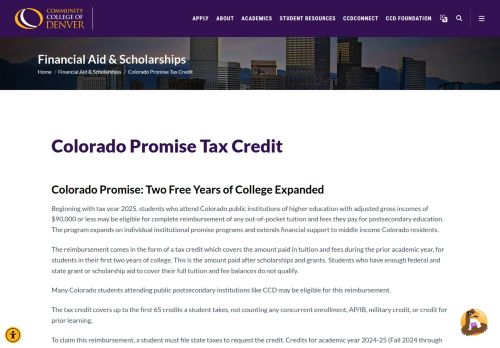 COMMUNITY
COLLEGE OF
DENVER
APPLY ABOUT ACADEMICS STUDENT RESOURCES CCDCONNECT CCD FOUNDATION
Financial Aid & Scholarships
Home / Financial Aid & Scholarships / Colorado Promise Tax Credit
Colorado Promise Tax Credit
Colorado Promise: Two Free Years of College Expanded
Beginning with tax year 2025, students who attend Colorado public institutions of higher education with adjusted gross incomes of
$90,000 or less may be eligible for complete reimbursement of any out-of-pocket tuition and fees they pay for postsecondary education.
The program expands on individual institutional promise programs and extends financial support to middle income Colorado residents.
The reimbursement comes in the form of a tax credit which covers the amount paid in tuition and fees during the prior academic year, for
students in their first two years of college. This is the amount paid after scholarships and grants. Students who have enough federal and
state grant or scholarship aid to cover their full tuition and fee balances do not qualify.
Many Colorado students attending public postsecondary institutions like CCD may be eligible for this reimbursement.
The tax credit covers up to the first 65 credits a student takes, not counting any concurrent enrollment, AP/IB, military credit, or credit for
prior learning.
To claim this reimbursement, a student must file state taxes to request the credit. Credits for academic year 2024-25 (Fall 2024 through